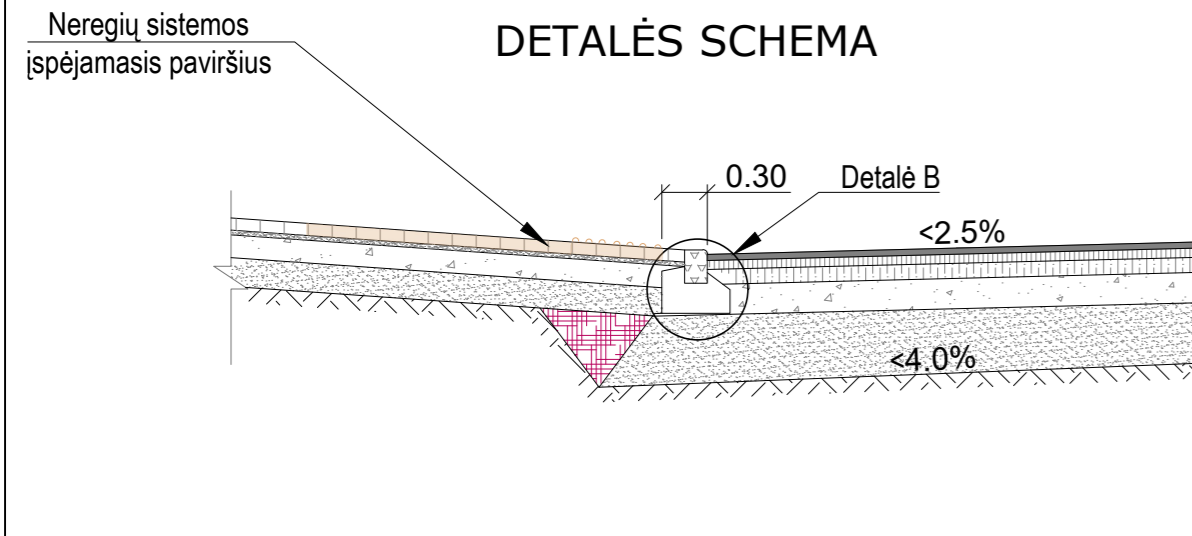 Neregių sistemos
įspėjamasis paviršius
DETALĖS SCHEMA
0.30
Detalė B
<2.5%
<4.0%